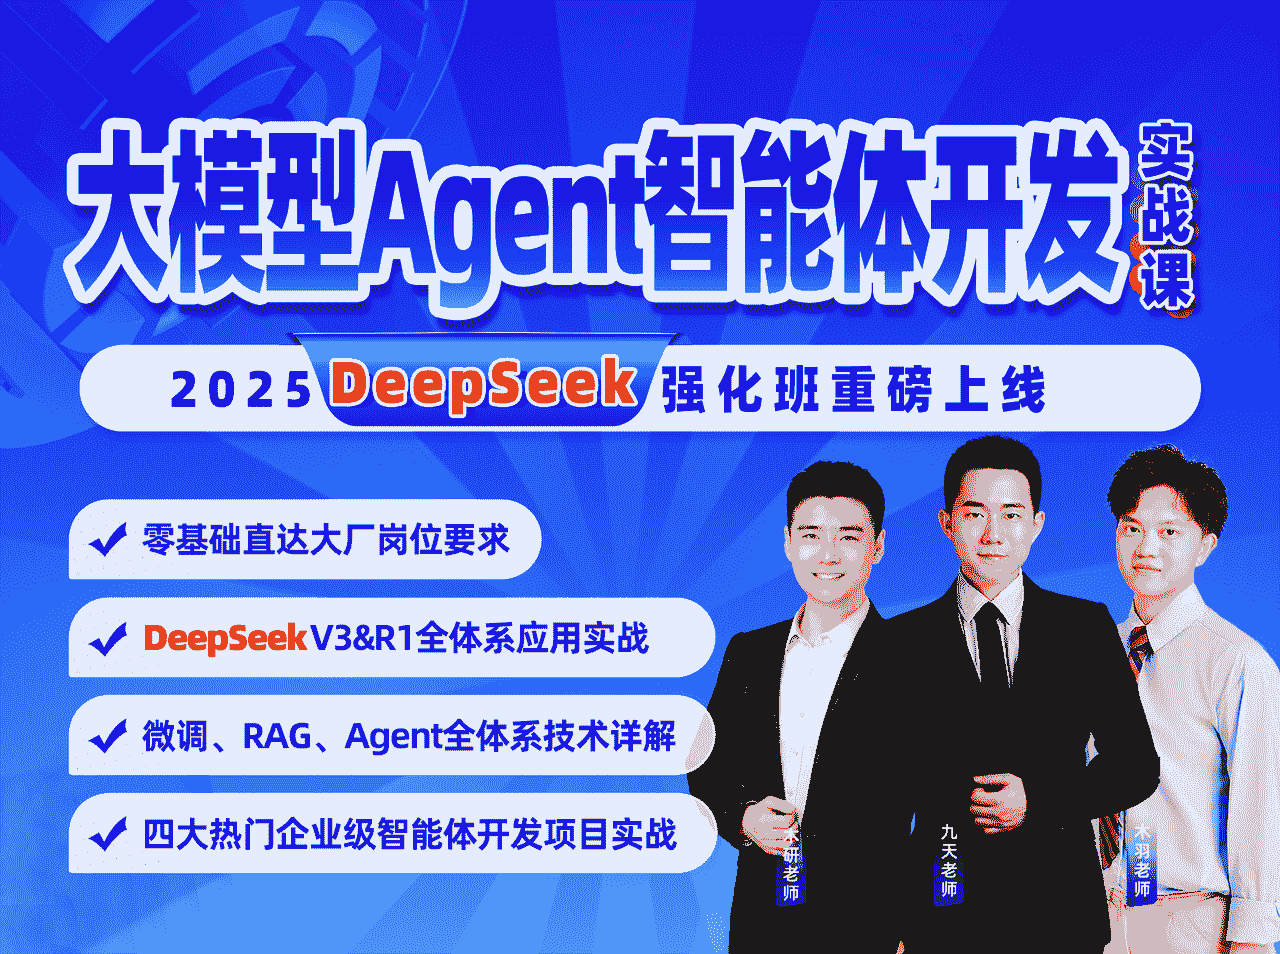 大模型Agent智能体开发
实战课
2025 DeepSeek 强化班重磅上线
零基础直达大厂岗位要求
DeepSeek V3&R1全体系应用实战
微调、RAG、Agent全体系技术详解
四大热门企业级智能体开发项目实战
木研老师
九天老师
木羽老师